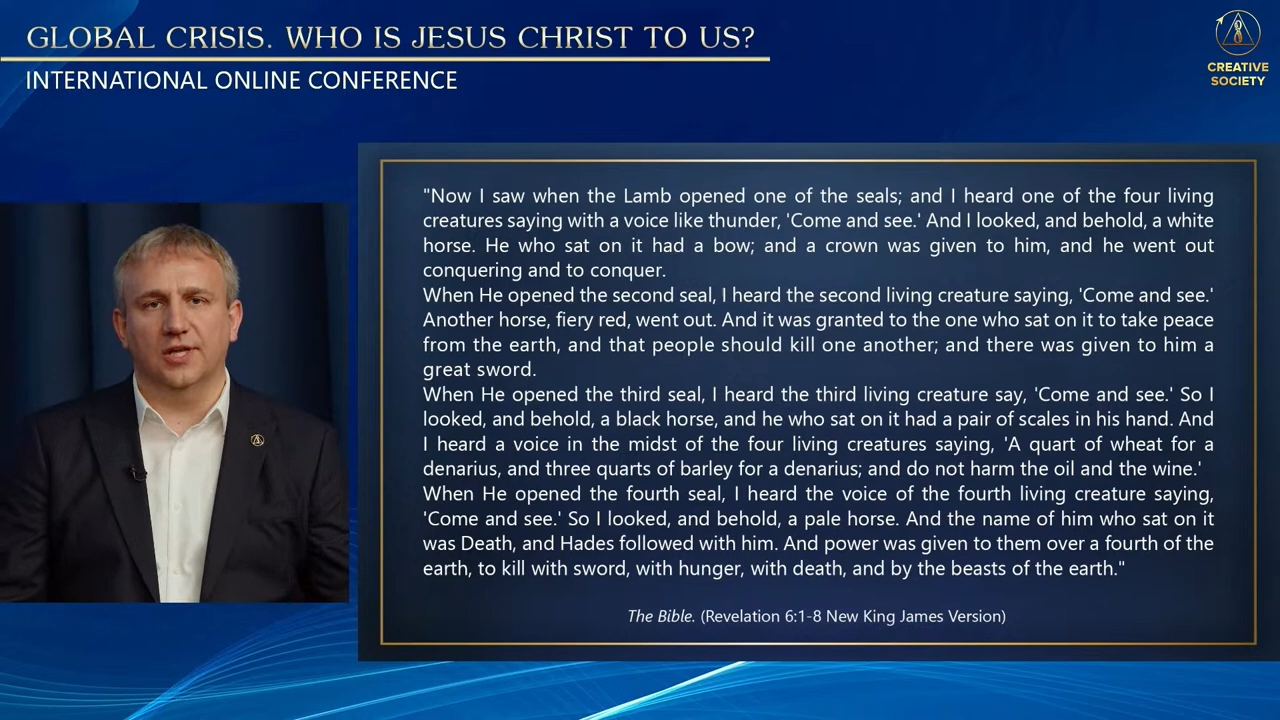 GLOBAL CRISIS. WHO IS JESUS CHRIST TO US?
INTERNATIONAL ONLINE CONFERENCE
CREATIVE
SOCIETY
"Now I saw when the Lamb opened one of the seals; and I heard one of the four living
creatures saying with a voice like thunder, 'Come and see.' And I looked, and behold, a white
horse. He who sat on it had a bow; and a crown was given to him, and he went out
conquering and to conquer.
When He opened the second seal, I heard the second living creature saying, 'Come and see.'
Another horse, fiery red, went out. And it was granted to the one who sat on it to take peace
from the earth, and that people should kill one another; and there was given to him a
great sword.
When He opened the third seal, I heard the third living creature say, 'Come and see.' So I
looked, and behold, a black horse, and he who sat on it had a pair of scales in his hand. And
I heard a voice in the midst of the four living creatures saying, 'A quart of wheat for a
denarius, and three quarts of barley for a denarius; and do not harm the oil and the wine.'
When He opened the fourth seal, I heard the voice of the fourth living creature saying,
'Come and see.' So I looked, and behold, a pale horse. And the name of him who sat on it
was Death, and Hades followed with him. And power was given to them over a fourth of the
earth, to kill with sword, with hunger, with death, and by the beasts of the earth."
The Bible. (Revelation 6:1-8 New King James Version)